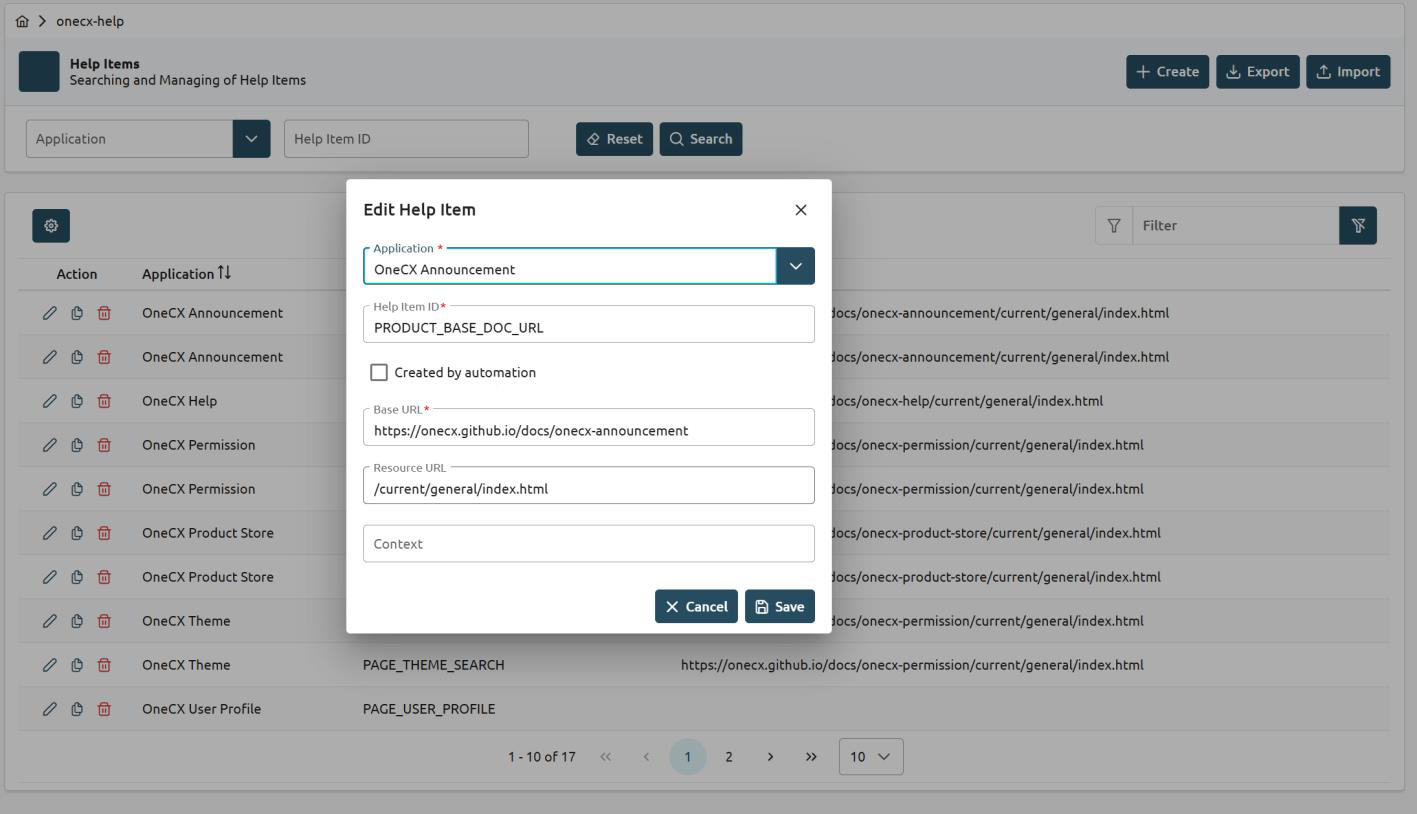 onecx-help
Help Items
Searching and Managing of Help Items
Create Export Import
Application Help Item ID Reset Search
Filter
Action Application
OneCX Announcement docs/onecx-announcement/current/general/index.html
OneCX Announcement docs/onecx-announcement/current/general/index.html
OneCX Help docs/onecx-help/current/general/index.html
OneCX Permission docs/onecx-permission/current/general/index.html
OneCX Permission docs/onecx-permission/current/general/index.html
OneCX Product Store docs/onecx-product-store/current/general/index.html
OneCX Product Store docs/onecx-product-store/current/general/index.html
OneCX Theme docs/onecx-permission/current/general/index.html
OneCX Theme PAGE_THEME_SEARCH https://onecx.github.io/docs/onecx-permission/current/general/index.html
OneCX User Profile PAGE_USER_PROFILE
1 - 10 of 17 « ‹ 1 2 › » 10
Edit Help Item
Application *
OneCX Announcement
Help Item ID*
PRODUCT_BASE_DOC_URL
Created by automation
Base URL*
https://onecx.github.io/docs/onecx-announcement
Resource URL
/current/general/index.html
Context
Cancel Save